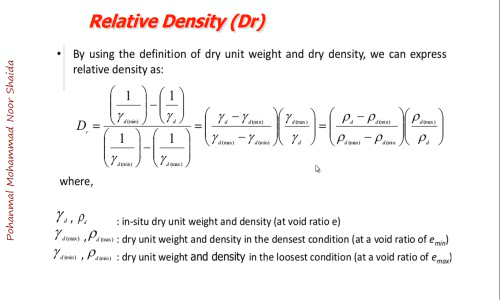 Relative Density (Dr)
• By using the definition of dry unit weight and dry density, we can express
relative density as:
D_r = ((1/γ_d(min)) − (1/γ_d)) / ((1/γ_d(min)) − (1/γ_d(max))) = ((γ_d − γ_d(min)) / (γ_d(max) − γ_d(min))) (γ_d(max) / γ_d) = ((ρ_d − ρ_d(min)) / (ρ_d(max) − ρ_d(min)) (ρ_d(max) / ρ_d)
where,
γ_d , ρ_d : in-situ dry unit weight and density (at void ratio e)
γ_d(max) , ρ_d(max) : dry unit weight and density in the densest condition (at a void ratio of e_min)
γ_d(min) , ρ_d(min) : dry unit weight and density in the loosest condition (at a void ratio of e_max)
Pohanmal Mohammad Noor Shaida